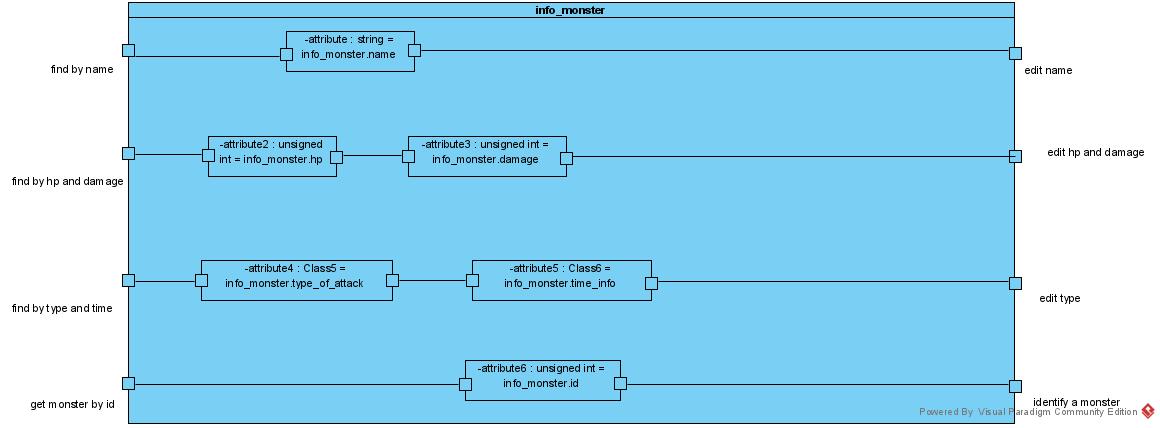 info_monster
-attribute : string =
info_monster.name
find by name
edit name
-attribute2 : unsigned
int = info_monster.hp
-attribute3 : unsigned int =
info_monster.damage
find by hp and damage
edit hp and damage
-attribute4 : Class5 =
info_monster.type_of_attack
-attribute5 : Class6 =
info_monster.time_info
find by type and time
edit type
-attribute6 : unsigned int =
info_monster.id
get monster by id
identify a monster
Powered By Visual Paradigm Community Edition